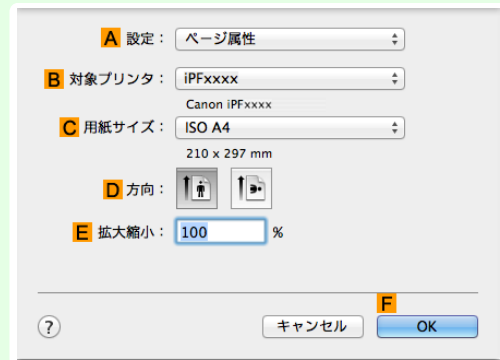 A 設定： ページ属性
B 対象プリンタ： iPFxxxx
Canon iPFxxxx
C 用紙サイズ： ISO A4
210 x 297 mm
D 方向：
E 拡大縮小： 100 %
F
? キャンセル OK